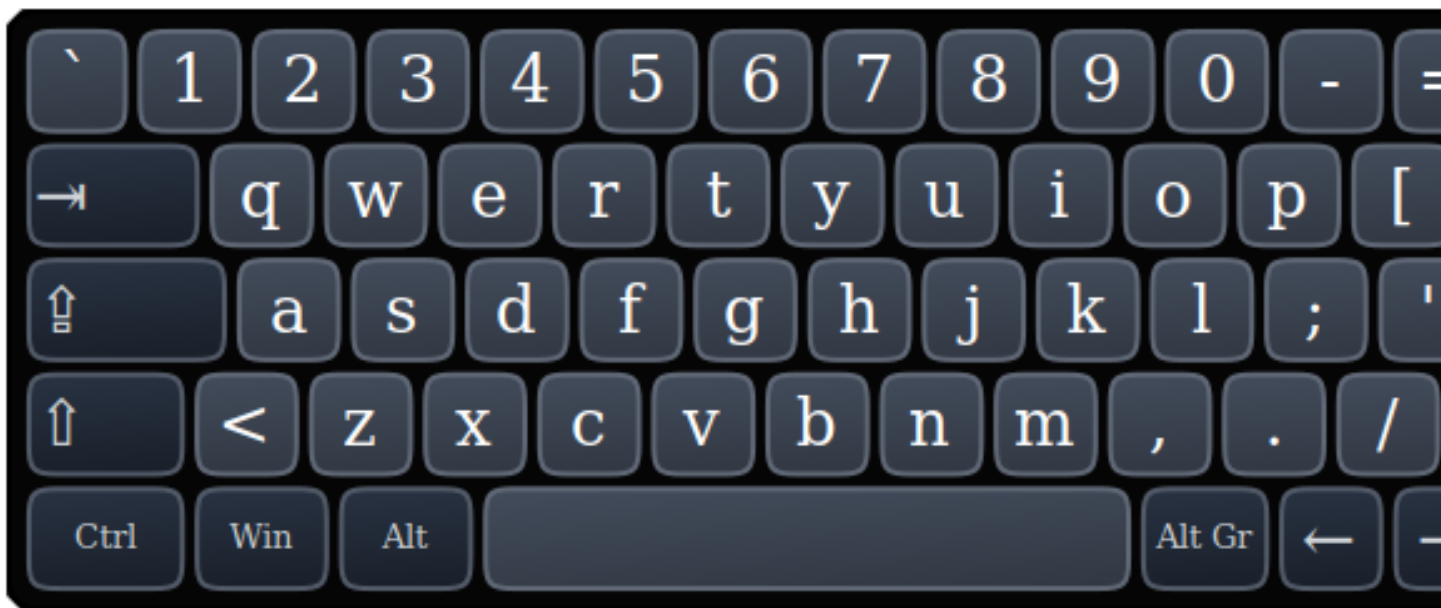 ` 1 2 3 4 5 6 7 8 9 0 - =
⇥ q w e r t y u i o p [
⇪ a s d f g h j k l ; '
⇧ < z x c v b n m , . /
Ctrl Win Alt Alt Gr ←